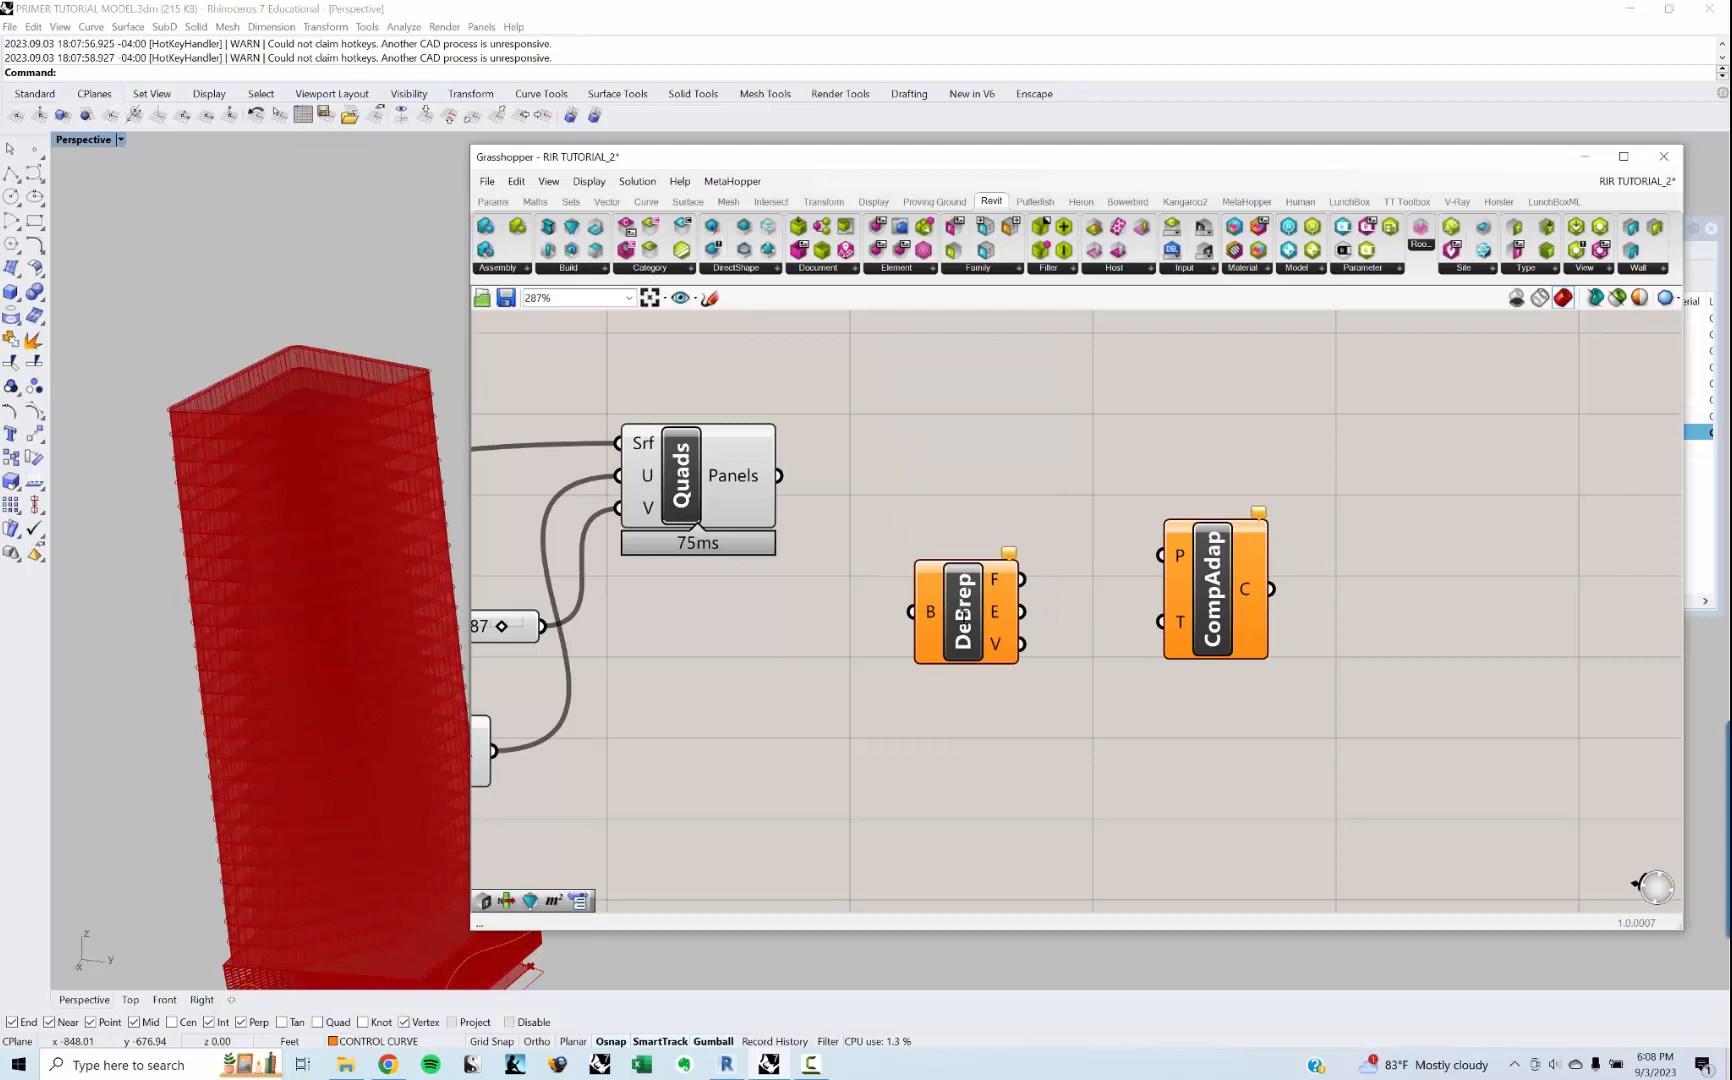 PRIMER TUTORIAL MODEL.3dm (215 KB) - Rhinoceros 7 Educational - [Perspective]
File Edit View Curve Surface SubD Solid Mesh Dimension Transform Tools Analyze Render Panels Help
2023.09.03 18:07:56.925 -04:00 [HotKeyHandler] | WARN | Could not claim hotkeys. Another CAD process is unresponsive.
2023.09.03 18:07:58.927 -04:00 [HotKeyHandler] | WARN | Could not claim hotkeys. Another CAD process is unresponsive.
Command:
Standard CPlanes Set View Display Select Viewport Layout Visibility Transform Curve Tools Surface Tools Solid Tools Mesh Tools Render Tools Drafting New in V6 Enscape
Perspective
Grasshopper - RIR TUTORIAL_2*
File Edit View Display Solution Help MetaHopper RIR TUTORIAL_2*
Params Maths Sets Vector Curve Surface Mesh Intersect Transform Display Proving Ground Revit Pufferfish Heron Bowerbird Kangaroo2 MetaHopper Human LunchBox TT Toolbox V-Ray Horster LunchBoxML
Roo...
Assembly Build Category DirectShape Document Element Family Filter Host Input Material Model Parameter Site Type View Wall
287%
erial
Srf
U
V
Quads
Panels
75ms
87
B
DeBrep
F
E
V
P
T
CompAdap
C
m²
...
1.0.0007
z
y
x
Perspective Top Front Right
End Near Point Mid Cen Int Perp Tan Quad Knot Vertex Project Disable
CPlane x -848.01 y -676.94 z 0.00 Feet CONTROL CURVE Grid Snap Ortho Planar Osnap SmartTrack Gumball Record History Filter CPU use: 1.3 %
Type here to search
83°F Mostly cloudy
6:08 PM
9/3/2023